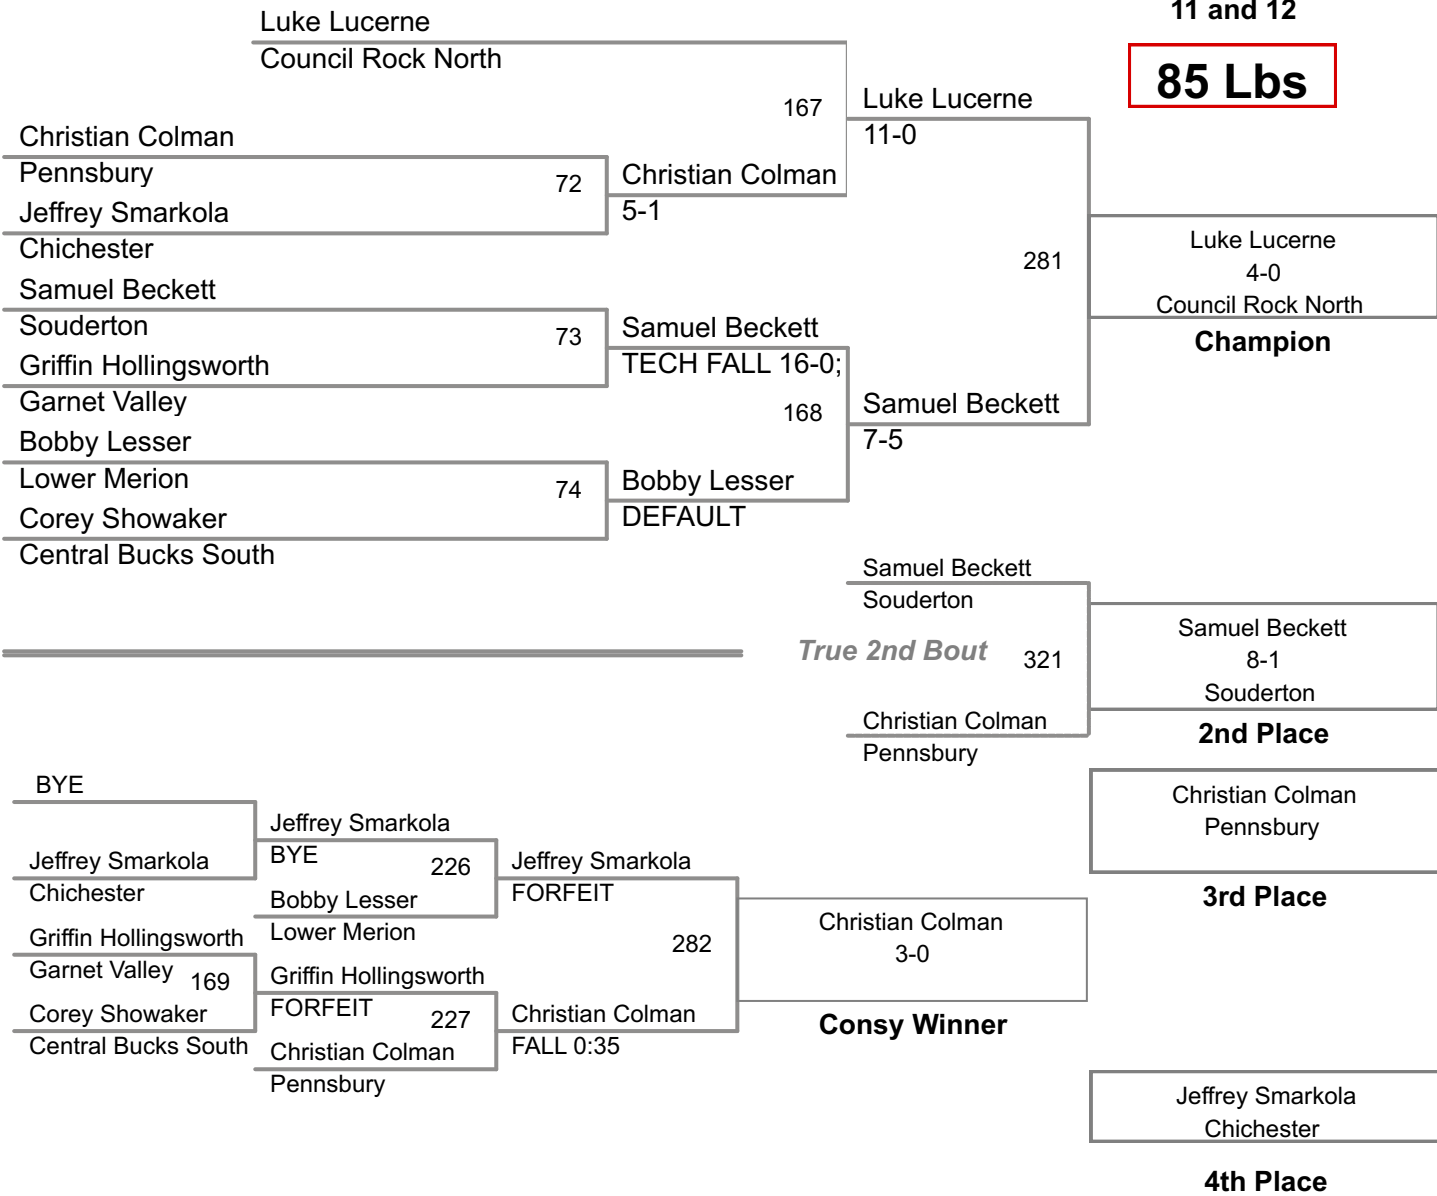 11 and 12
85 Lbs
Luke Lucerne
Council Rock North
167
Luke Lucerne
11-0
Christian Colman
Pennsbury
72
Christian Colman
5-1
Jeffrey Smarkola
Chichester
281
Luke Lucerne
4-0
Council Rock North
Champion
Samuel Beckett
Souderton
73
Samuel Beckett
TECH FALL 16-0;
Griffin Hollingsworth
Garnet Valley
168
Samuel Beckett
7-5
Bobby Lesser
Lower Merion
74
Bobby Lesser
DEFAULT
Corey Showaker
Central Bucks South
Samuel Beckett
Souderton
True 2nd Bout
321
Samuel Beckett
8-1
Souderton
2nd Place
Christian Colman
Pennsbury
Christian Colman
Pennsbury
3rd Place
BYE
Jeffrey Smarkola
BYE
226
Jeffrey Smarkola
Chichester
Jeffrey Smarkola
FORFEIT
Bobby Lesser
Lower Merion
Griffin Hollingsworth
Garnet Valley
169
Griffin Hollingsworth
FORFEIT
227
282
Christian Colman
3-0
Consy Winner
Corey Showaker
Central Bucks South
Christian Colman
FALL 0:35
Christian Colman
Pennsbury
Jeffrey Smarkola
Chichester
4th Place